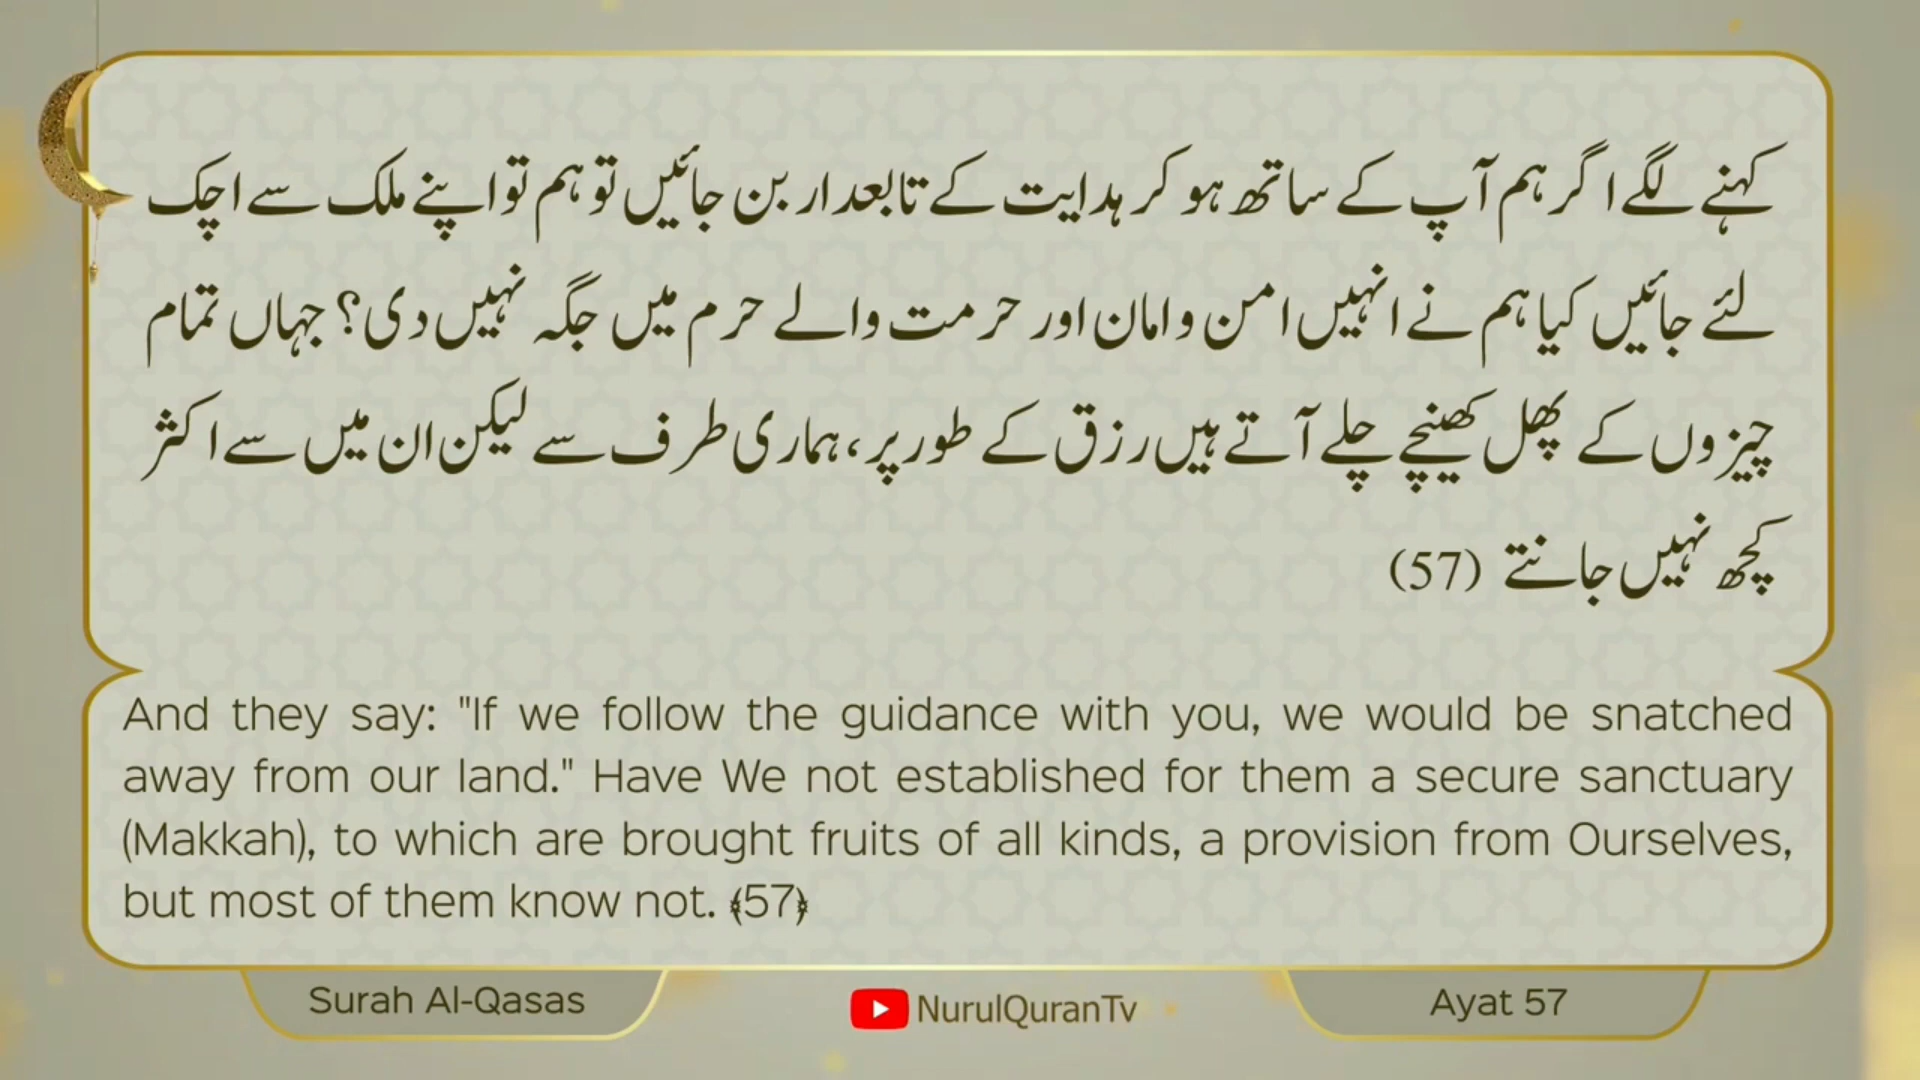 کہنے لگے اگر ہم آپ کے ساتھ ہو کر ہدایت کے تابعدار بن جائیں تو ہم تو اپنے ملک سے اچک
لئے جائیں کیا ہم نے انہیں امن و امان اور حرمت والے حرم میں جگہ نہیں دی؟ جہاں تمام
چیزوں کے پھل کھنچے چلے آتے ہیں رزق کے طور پر، ہماری طرف سے لیکن ان میں سے اکثر
کچھ نہیں جانتے (57)
And they say: "If we follow the guidance with you, we would be snatched
away from our land." Have We not established for them a secure sanctuary
(Makkah), to which are brought fruits of all kinds, a provision from Ourselves,
but most of them know not. ﴾57﴿
Surah Al-Qasas
NurulQuranTv
Ayat 57